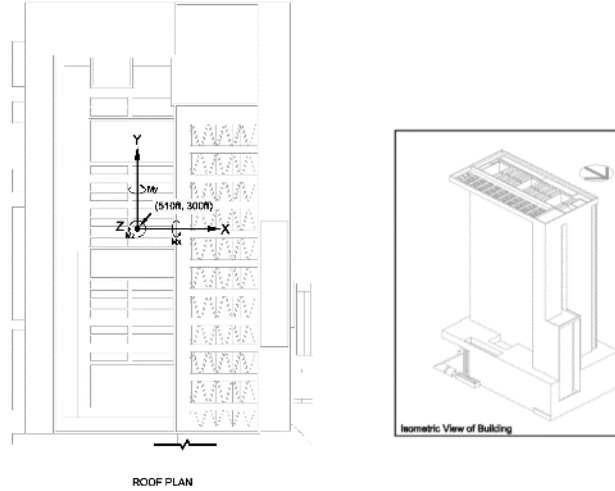 Y
My
(510ft, 300ft)
Z
X
Mz
Mx
ROOF PLAN
Isometric View of Building